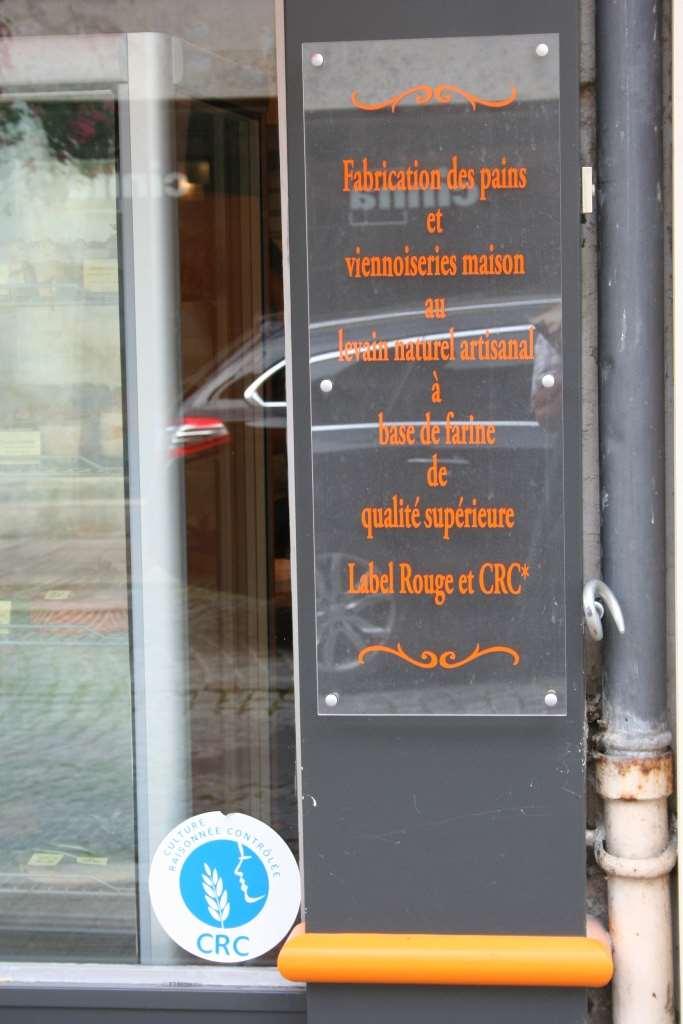 Fabrication des pains
et
viennoiseries maison
au
levain naturel artisanal
à
base de farine
de
qualité supérieure
Label Rouge et CRC*
CULTURE
RAISONNÉE CONTRÔLÉE
CRC